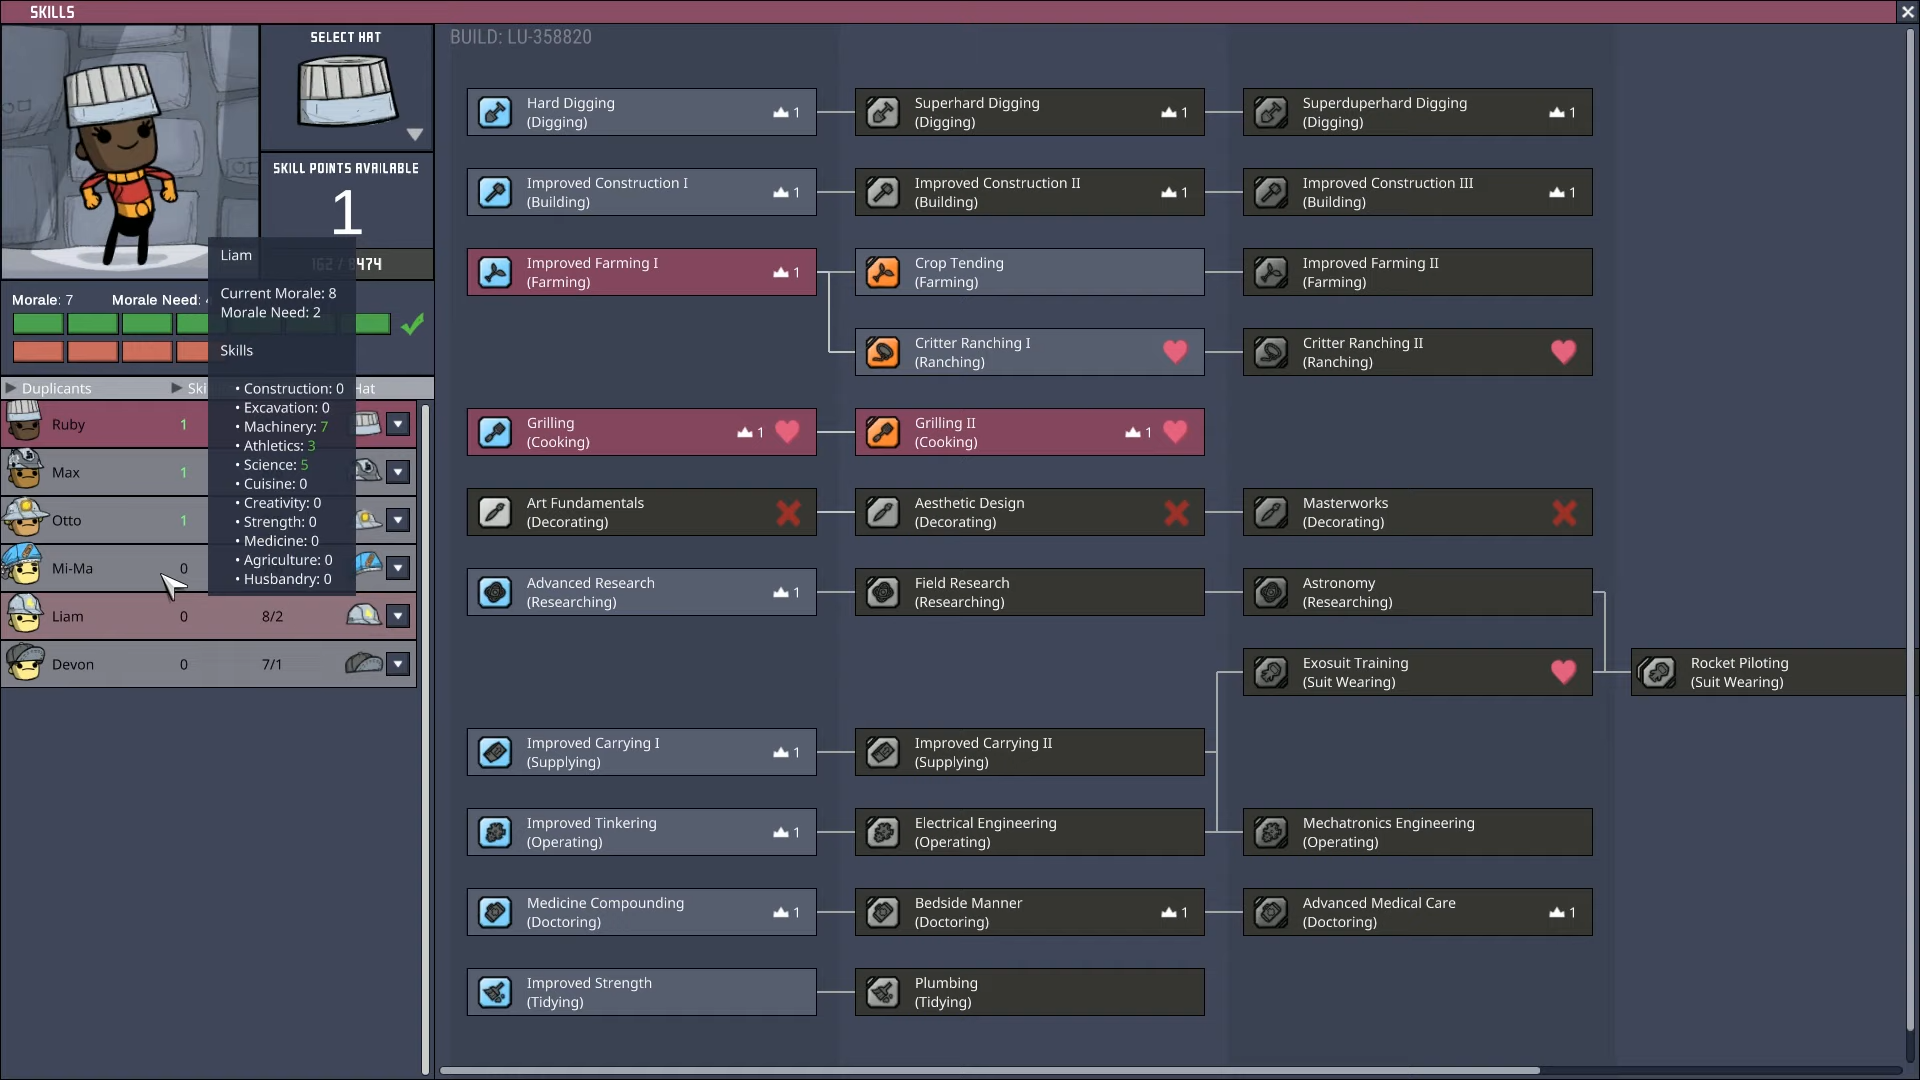 SKILLS
SELECT HAT
SKILL POINTS AVAILABLE
1
474
Morale: 7 Morale Need:
Liam
Current Morale: 8
Morale Need: 2
Skills
• Construction: 0
• Excavation: 0
• Machinery: 7
• Athletics: 3
• Science: 5
• Cuisine: 0
• Creativity: 0
• Strength: 0
• Medicine: 0
• Agriculture: 0
• Husbandry: 0
Duplicants
Hat
Ruby 1
Max 1
Otto 1
Mi-Ma 0
Liam 0 8/2
Devon 0 7/1
BUILD: LU-358820
Hard Digging
(Digging)
1
Superhard Digging
(Digging)
1
Superduperhard Digging
(Digging)
1
Improved Construction I
(Building)
1
Improved Construction II
(Building)
1
Improved Construction III
(Building)
1
Improved Farming I
(Farming)
1
Crop Tending
(Farming)
Improved Farming II
(Farming)
Critter Ranching I
(Ranching)
Critter Ranching II
(Ranching)
Grilling
(Cooking)
1
Grilling II
(Cooking)
1
Art Fundamentals
(Decorating)
Aesthetic Design
(Decorating)
Masterworks
(Decorating)
Advanced Research
(Researching)
1
Field Research
(Researching)
Astronomy
(Researching)
Exosuit Training
(Suit Wearing)
Rocket Piloting
(Suit Wearing)
Improved Carrying I
(Supplying)
1
Improved Carrying II
(Supplying)
Improved Tinkering
(Operating)
1
Electrical Engineering
(Operating)
Mechatronics Engineering
(Operating)
Medicine Compounding
(Doctoring)
1
Bedside Manner
(Doctoring)
1
Advanced Medical Care
(Doctoring)
1
Improved Strength
(Tidying)
Plumbing
(Tidying)